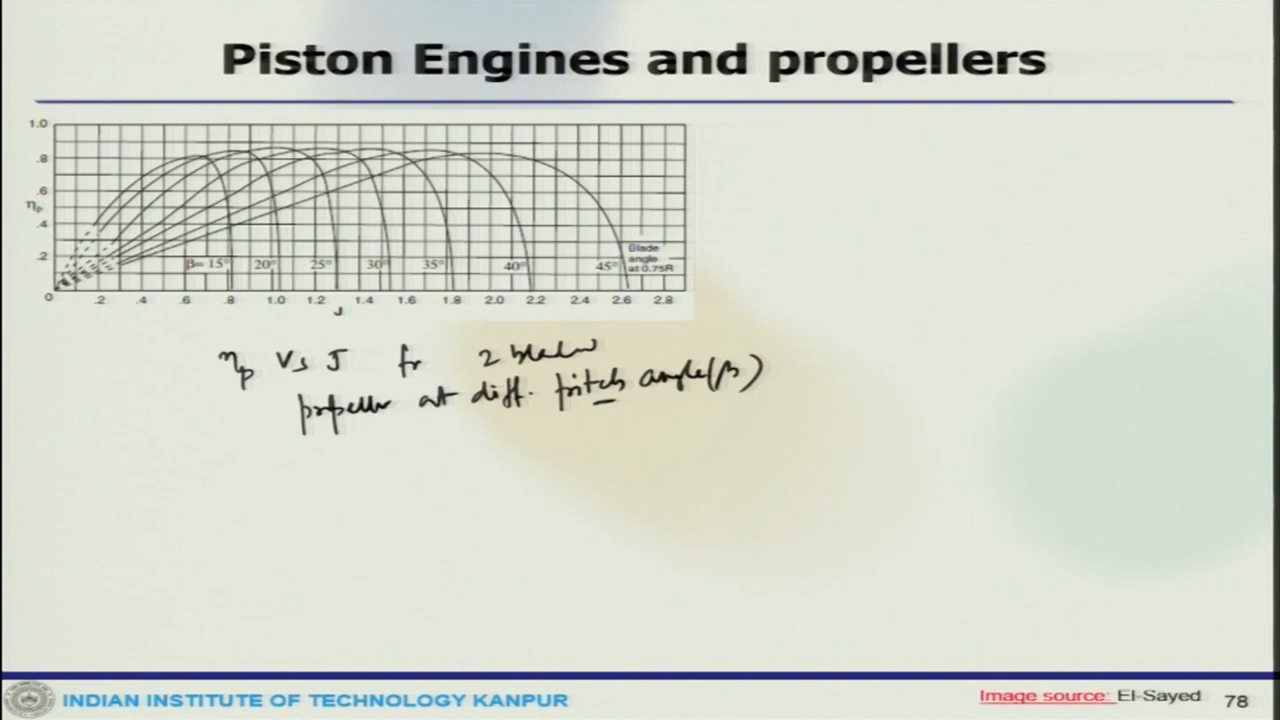 Piston Engines and propellers
1.0
.8
.6
ηp
.4
.2
β= 15° 20° 25° 30° 35° 40° 45°
Blade
angle
at 0.75R
0 .2 .4 .6 .8 1.0 1.2 1.4 1.6 1.8 2.0 2.2 2.4 2.6 2.8
J
ηp Vs J for 2 blades
propeller at diff. pitch angle(β)
INDIAN INSTITUTE OF TECHNOLOGY KANPUR
Image source: El-Sayed 78